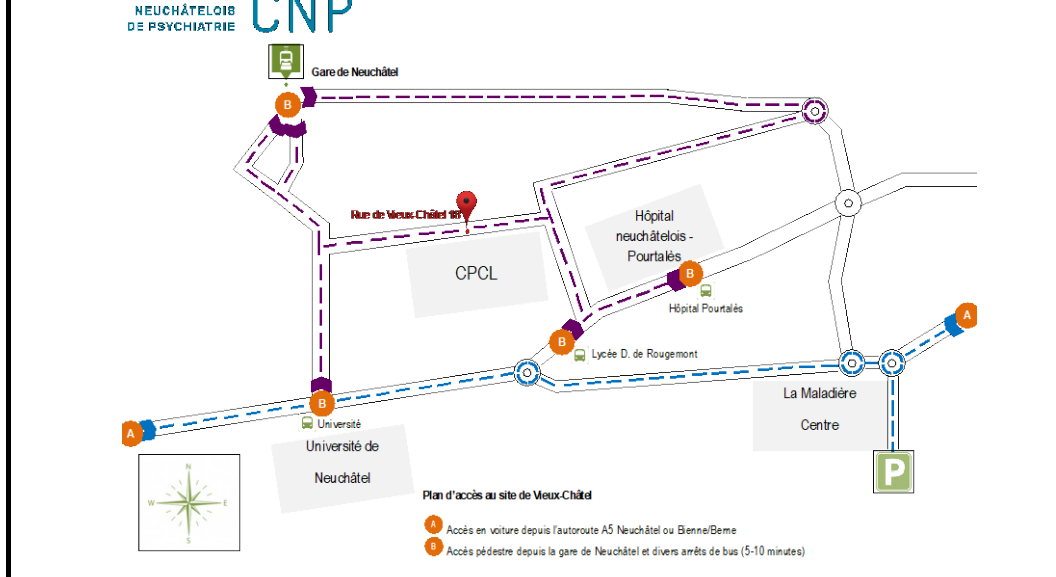 NEUCHÂTELOIS
DE PSYCHIATRIE
CNP
Gare de Neuchâtel
B
Rue de Vieux-Châtel 18
Hôpital
neuchâtelois -
Pourtalès
CPCL
B
Hôpital Pourtalès
A
B
Lycée D. de Rougemont
La Maladière
Centre
B
Université
A
Université de
Neuchâtel
P
N
W
E
S
Plan d'accès au site de Vieux-Châtel
A Accès en voiture depuis l'autoroute A5 Neuchâtel ou Bienne/Berne
B Accès pédestre depuis la gare de Neuchâtel et divers arrêts de bus (5-10 minutes)